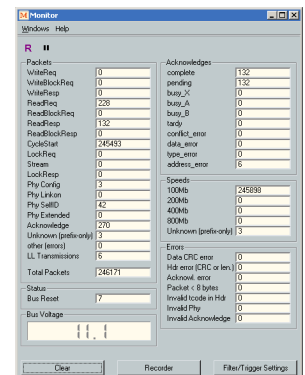 Monitor
Windows Help
R
Packets
WriteReq 0
WriteBlockReq 0
WriteResp 0
ReadReq 228
ReadBlockReq 0
ReadResp 132
ReadBlockResp 0
CycleStart 245493
LockReq 0
Stream 0
LockResp 0
Phy Config 3
Phy Linkon 0
Phy SelfID 42
Phy Extended 0
Acknowledge 270
Unknown (prefix-only) 3
other (errors) 0
LL Transmissions 6
Total Packets 246171
Status
Bus Reset 7
Bus Voltage
11.1
Acknowledges
complete 132
pending 132
busy_X 0
busy_A 0
busy_B 0
tardy 0
conflict_error 0
data_error 0
type_error 0
address_error 6
Speeds
100Mb 245898
200Mb 0
400Mb 0
800Mb 0
Unknown (prefix-only) 3
Errors
Data CRC error 0
Hdr error (CRC or len.) 0
Acknowl. error 0
Packet < 8 bytes 0
Invalid tcode in Hdr 0
Invalid Phy 0
Invalid Acknowledge 0
Clear
Recorder
Filter/Trigger Settings